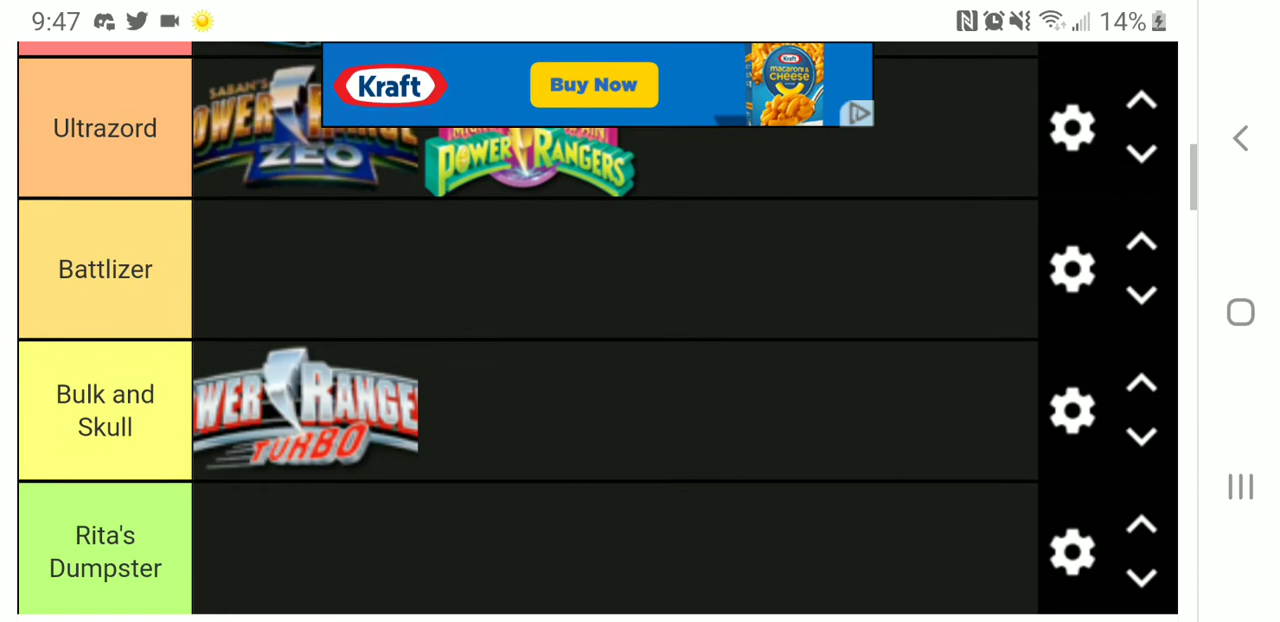 9:47
14%
Kraft
Buy Now
Kraft
macaroni &
CHEESE
Ultrazord
SABAN'S
ZEO
POWER RANGERS
Battlizer
Bulk and
Skull
TURBO
Rita's
Dumpster